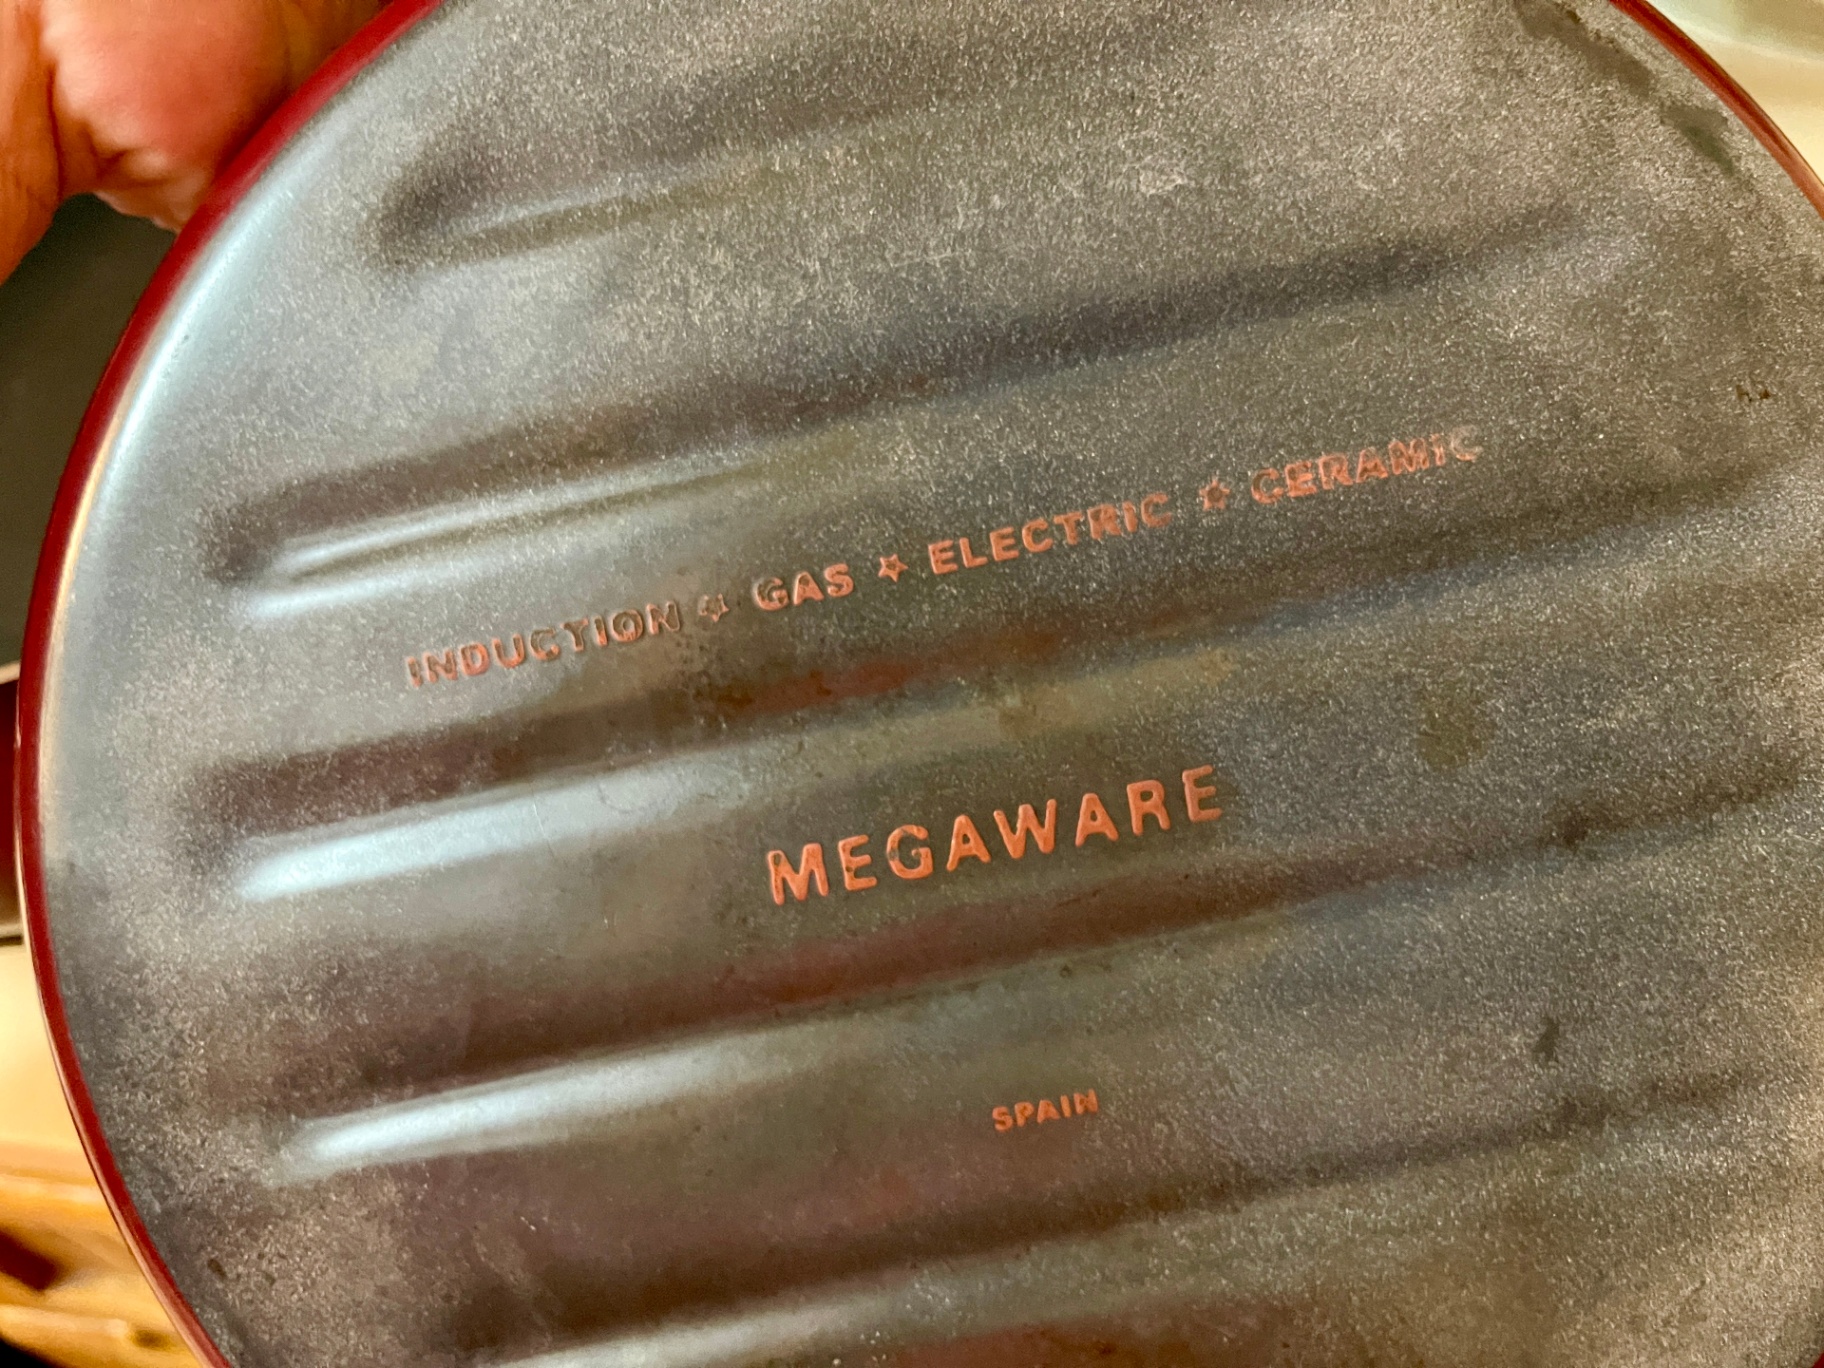 INDUCTION ☆ GAS ☆ ELECTRIC ☆ CERAMIC
MEGAWARE
SPAIN